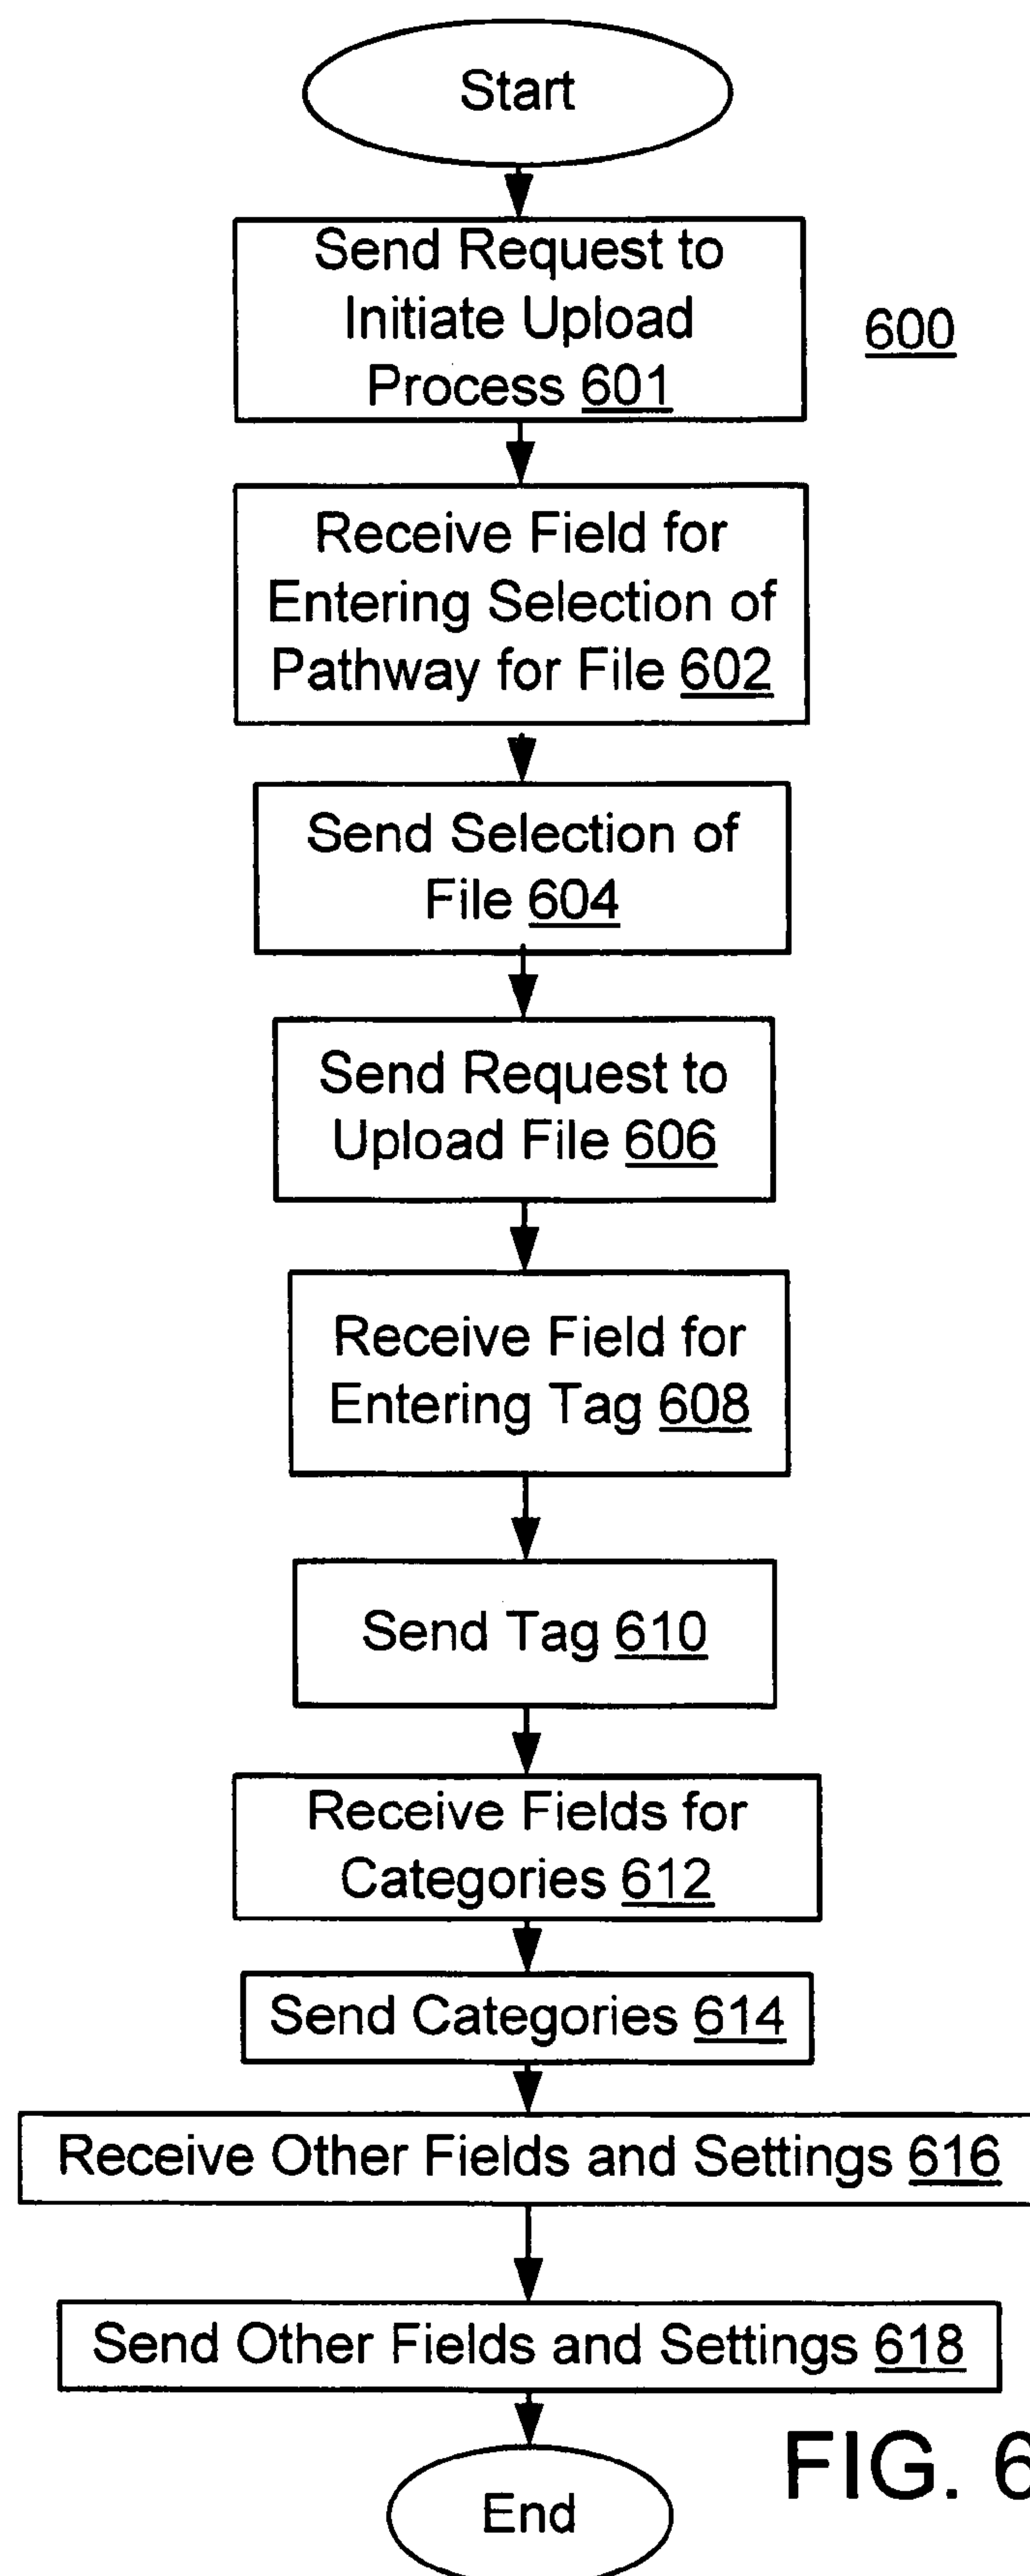 Start
Send Request to
Initiate Upload
Process 601
600
Receive Field for
Entering Selection of
Pathway for File 602
Send Selection of
File 604
Send Request to
Upload File 606
Receive Field for
Entering Tag 608
Send Tag 610
Receive Fields for
Categories 612
Send Categories 614
Receive Other Fields and Settings 616
Send Other Fields and Settings 618
End
FIG. 6